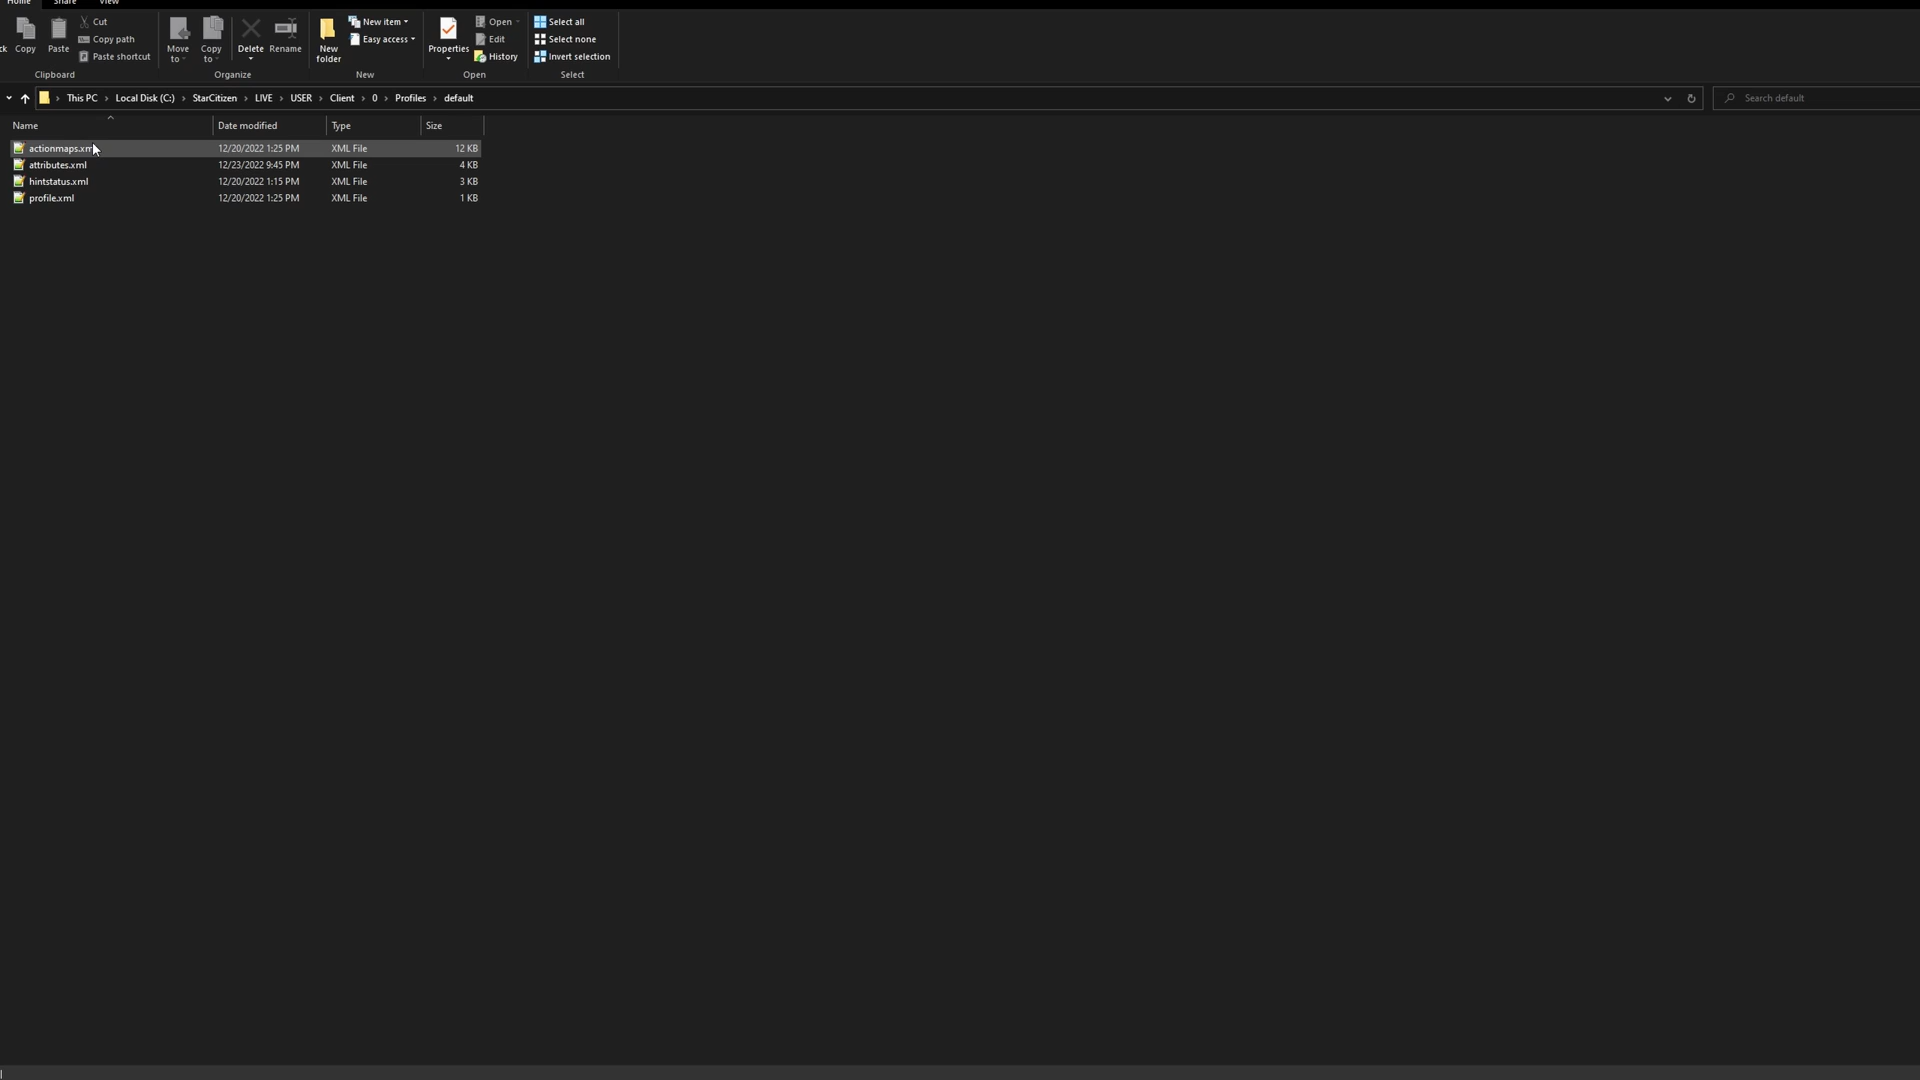 Home Share View
Copy Paste Cut
Copy path
Paste shortcut
Clipboard
Move to Copy to Delete Rename
Organize
New folder
New item
Easy access
New
Properties
Open
Edit
History
Open
Select all
Select none
Invert selection
Select
This PC › Local Disk (C:) › StarCitizen › LIVE › USER › Client › 0 › Profiles › default
Search default
Name Date modified Type Size
actionmaps.xml 12/20/2022 1:25 PM XML File 12 KB
attributes.xml 12/23/2022 9:45 PM XML File 4 KB
hintstatus.xml 12/20/2022 1:15 PM XML File 3 KB
profile.xml 12/20/2022 1:25 PM XML File 1 KB